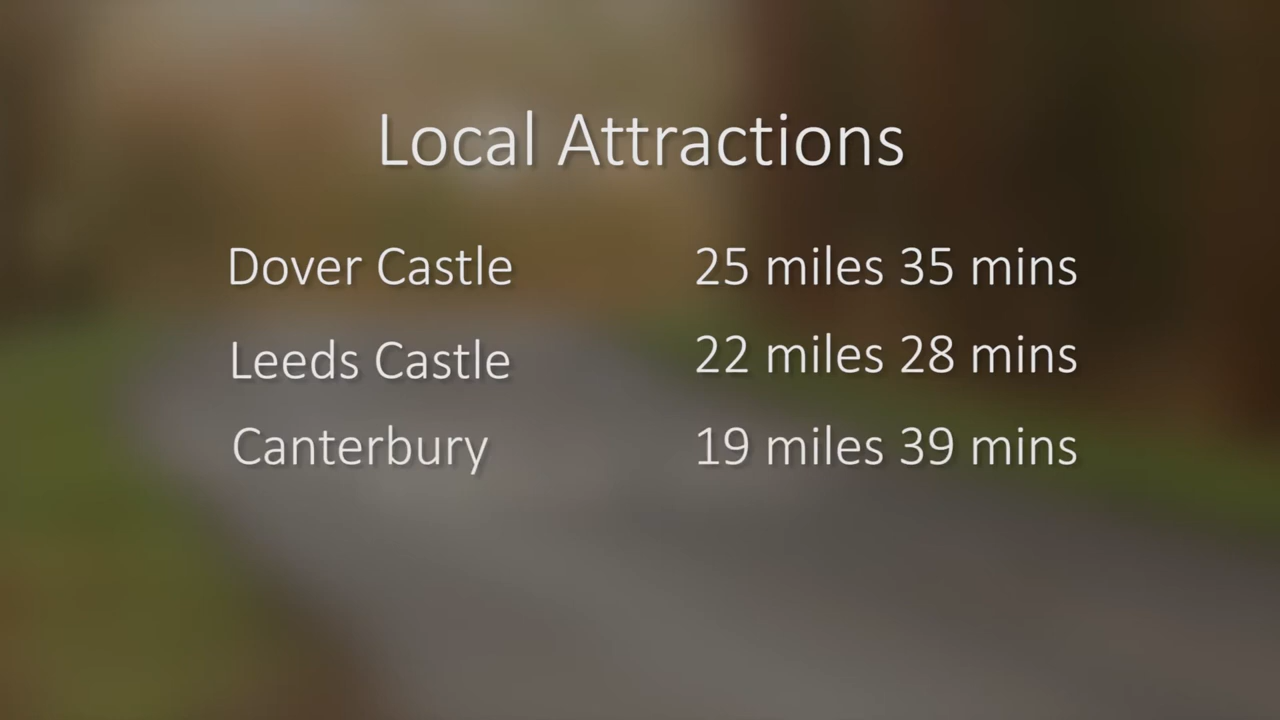 Local Attractions
Dover Castle 25 miles 35 mins
Leeds Castle 22 miles 28 mins
Canterbury 19 miles 39 mins